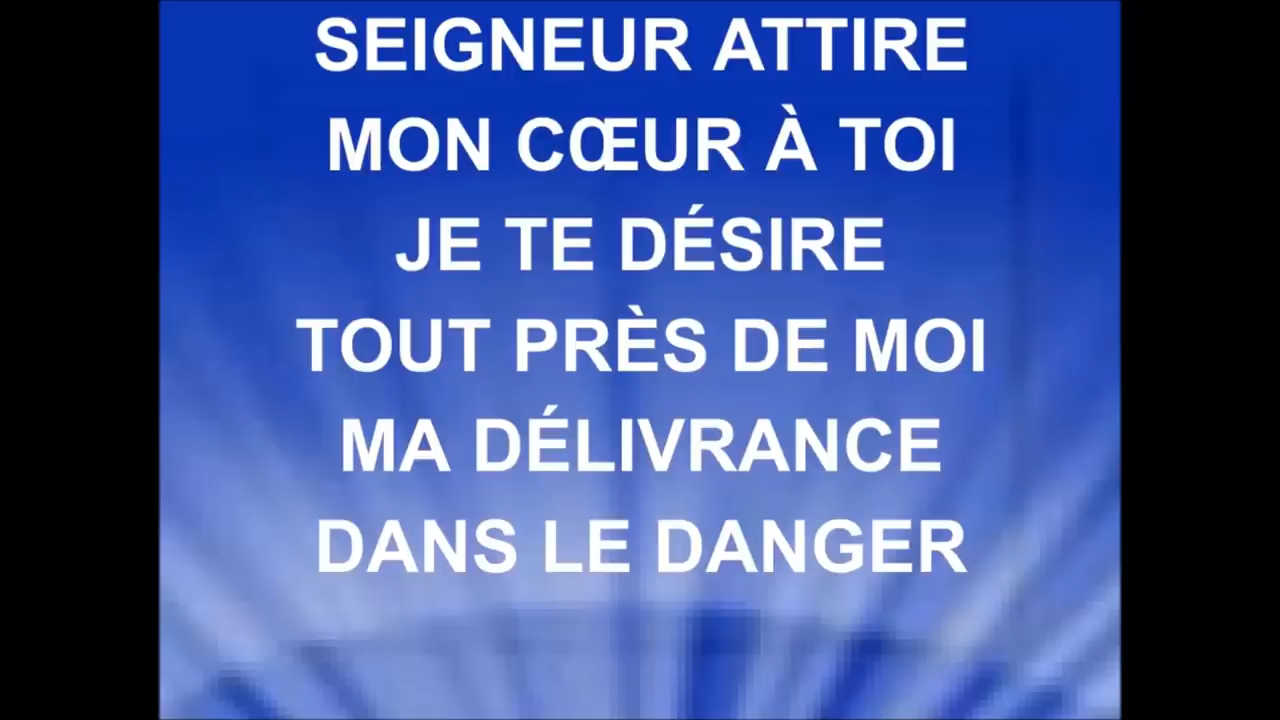 SEIGNEUR ATTIRE
MON CŒUR À TOI
JE TE DÉSIRE
TOUT PRÈS DE MOI
MA DÉLIVRANCE
DANS LE DANGER